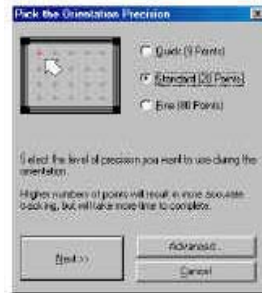 Pick the Orientation Precision
Quick (9 Points)
Standard (20 Points)
Fine (80 Points)
Select the level of precision you want to use during the
orientation.
Higher numbers of points will result in more accurate
tracking, but will take more time to complete.
Next >>
Advanced...
Cancel